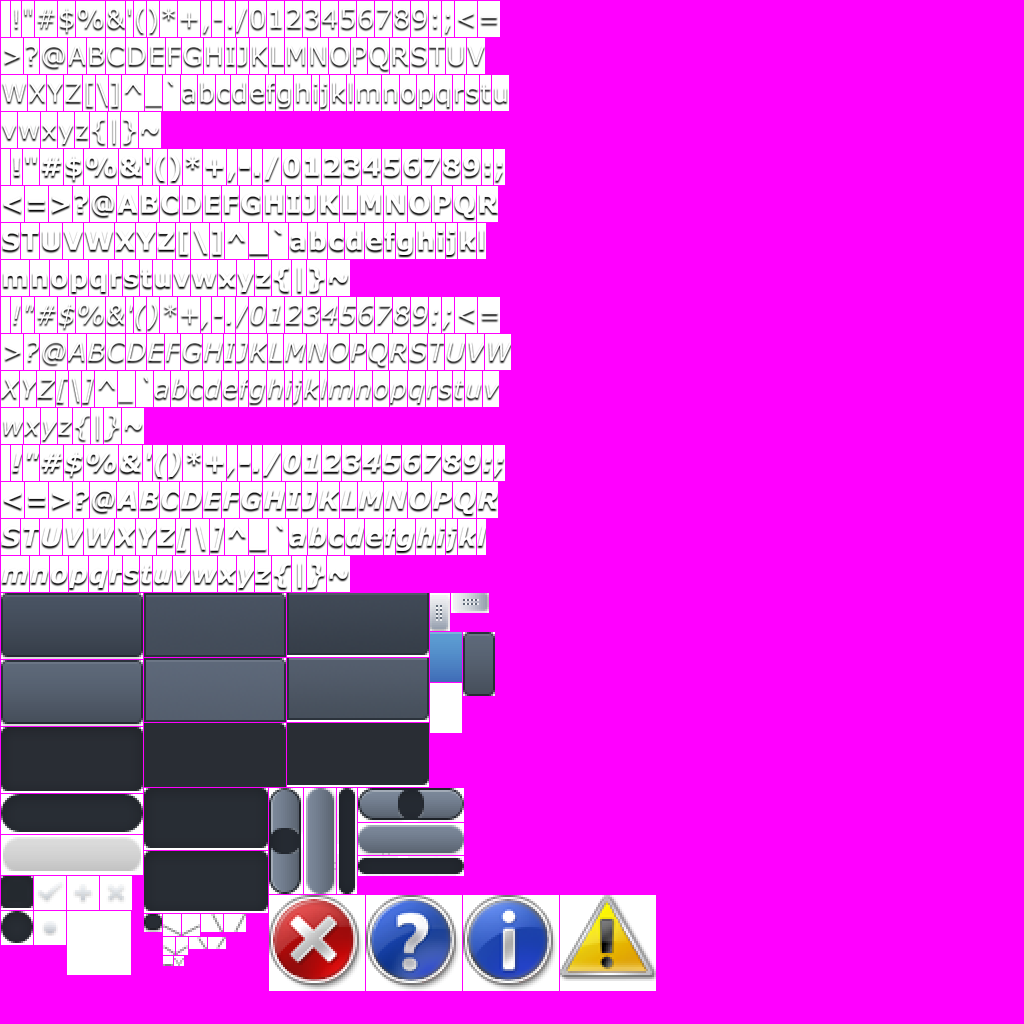 !"#$%&'()*+,-./0123456789:;<=
>?@ABCDEFGHIJKLMNOPQRSTUV
WXYZ[\]^_`abcdefghijklmnopqrstu
vwxyz{|}~
!"#$%&'()*+,-./0123456789:;
<=>?@ABCDEFGHIJKLMNOPQR
STUVWXYZ[\]^_`abcdefghijkl
mnopqrstuvwxyz{|}~
!"#$%&'()*+,-./0123456789:;<=
>?@ABCDEFGHIJKLMNOPQRSTUVW
XYZ[\]^_`abcdefghijklmnopqrstuv
wxyz{|}~
!"#$%&'()*+,-./0123456789:;
<=>?@ABCDEFGHIJKLMNOPQR
STUVWXYZ[\]^_`abcdefghijkl
mnopqrstuvwxyz{|}~
? i !